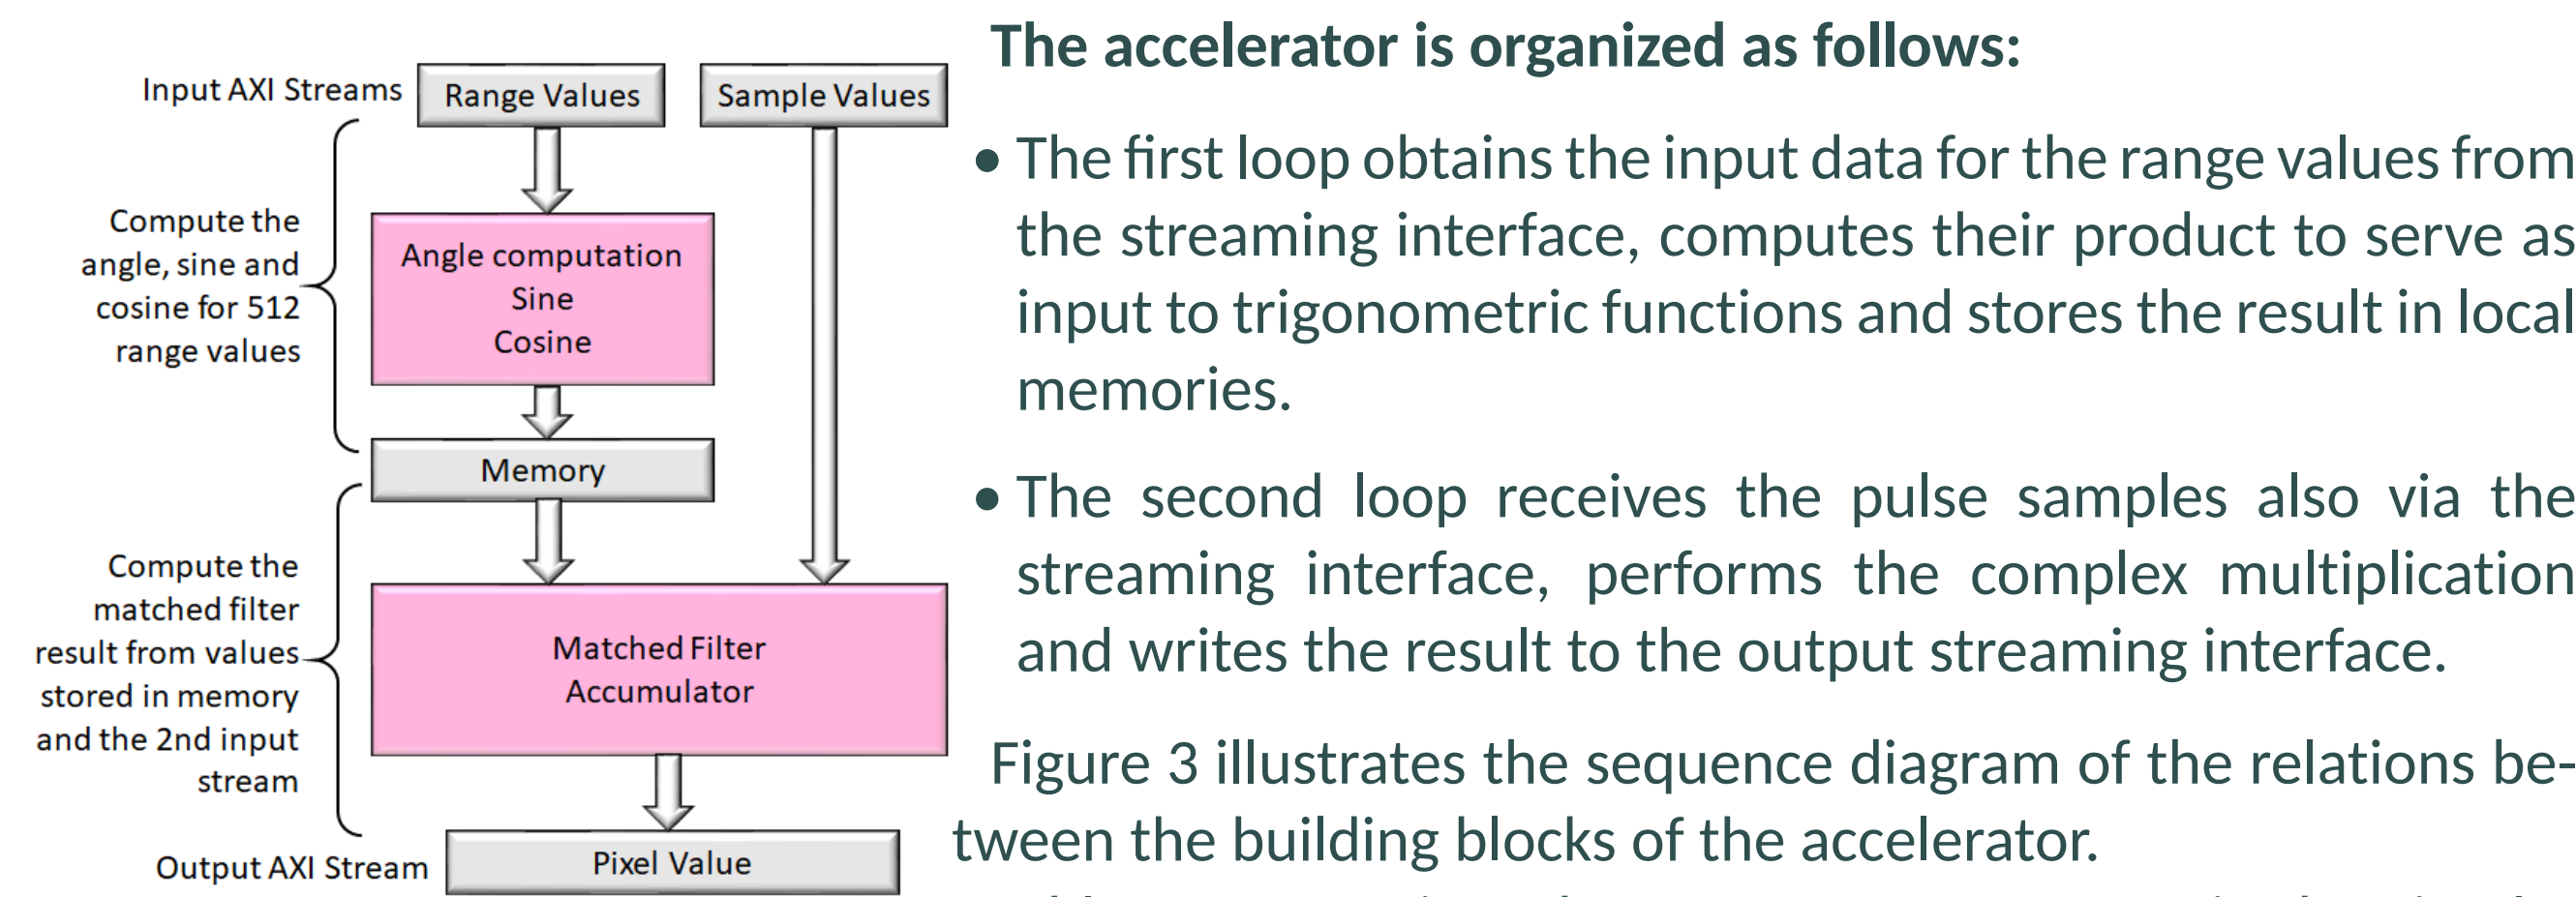 Input AXI Streams
Range Values
Sample Values
Compute the
angle, sine and
cosine for 512
range values
Angle computation
Sine
Cosine
Memory
Compute the
matched filter
result from values
stored in memory
and the 2nd input
stream
Matched Filter
Accumulator
Output AXI Stream
Pixel Value
The accelerator is organized as follows:
• The first loop obtains the input data for the range values from
the streaming interface, computes their product to serve as
input to trigonometric functions and stores the result in local
memories.
• The second loop receives the pulse samples also via the
streaming interface, performs the complex multiplication
and writes the result to the output streaming interface.
Figure 3 illustrates the sequence diagram of the relations be-
tween the building blocks of the accelerator.